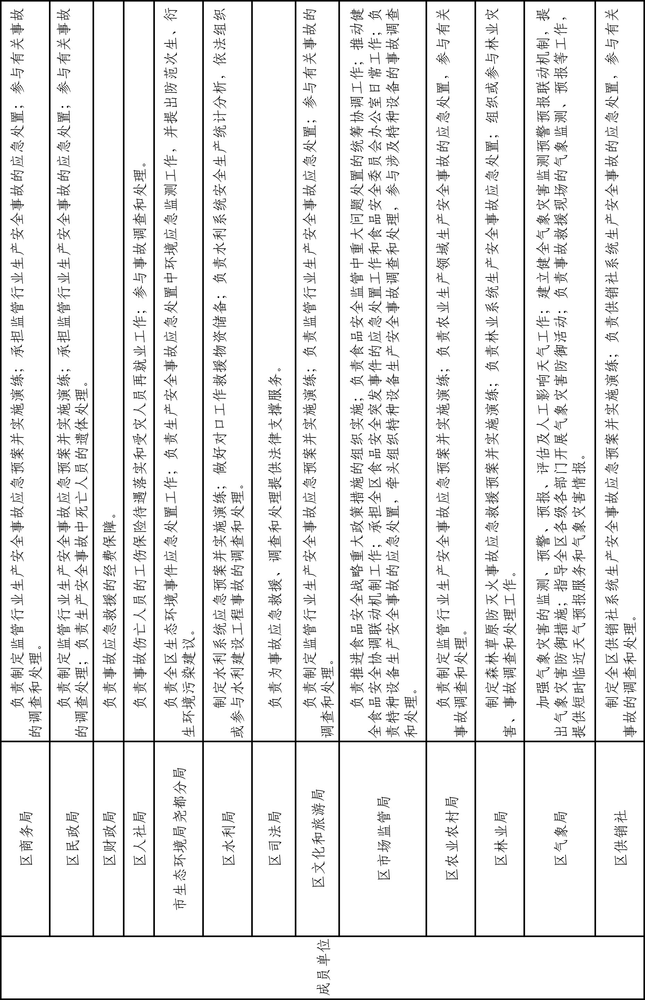 成员单位
区商务局
负责制定监管行业生产安全事故应急预案并实施演练；承担监管行业生产安全事故的应急处置；参与有关事故
的调查和处理。
区民政局
负责制定监管行业生产安全事故应急预案并实施演练；承担监管行业生产安全事故的应急处置；参与有关事故
的调查处理；负责生产安全事故中死亡人员的遗体处理。
区财政局
负责事故应急救援的经费保障。
区人社局
负责事故伤亡人员的工伤保险待遇落实和受灾人员再就业工作；参与事故调查和处理。
市生态环境局尧都分局
负责全区生态环境事件应急处置工作；负责生产安全事故应急处置中环境应急监测工作，并提出防范次生、衍
生环境污染建议。
区水利局
制定水利系统应急预案并实施演练；做好对口工作救援物资储备；负责水利系统安全生产统计分析，依法组织
或参与水利建设工程事故的调查和处理。
区司法局
负责为事故应急救援、调查和处理提供法律支撑服务。
区文化和旅游局
负责制定监管行业生产安全事故应急预案并实施演练；负责监管行业生产安全事故应急处置；参与有关事故的
调查和处理。
区市场监管局
负责推进食品安全战略重大政策措施的组织实施；负责食品安全监管中重大问题处置的统筹协调工作；推动健
全食品安全协调联动机制工作；承担全区食品安全突发事件的应急处置工作和食品安全委员会办公室日常工作；负
责特种设备生产安全事故的应急处置，牵头组织特种设备生产安全事故调查和处理，参与涉及特种设备的事故调查
和处理。
区农业农村局
负责制定监管行业生产安全事故应急预案并实施演练；负责农业生产领域生产安全事故的应急处置，参与有关
事故调查和处理。
区林业局
制定森林草原防灭火事故应急救援预案并实施演练；负责林业系统生产安全事故应急处置；组织或参与林业灾
害、事故调查和处理工作。
区气象局
加强气象灾害的监测、预警、预报、评估及人工影响天气工作；建立健全气象灾害监测预警预报联动机制，提
出气象灾害防御措施；指导全区各级各部门开展气象灾害防御活动；负责事故救援现场的气象监测、预报等工作，
提供短时临近天气预报服务和气象灾害情报。
区供销社
制定全区供销社系统生产安全事故应急预案并实施演练；负责供销社系统生产安全事故的应急处置，参与有关
事故的调查和处理。